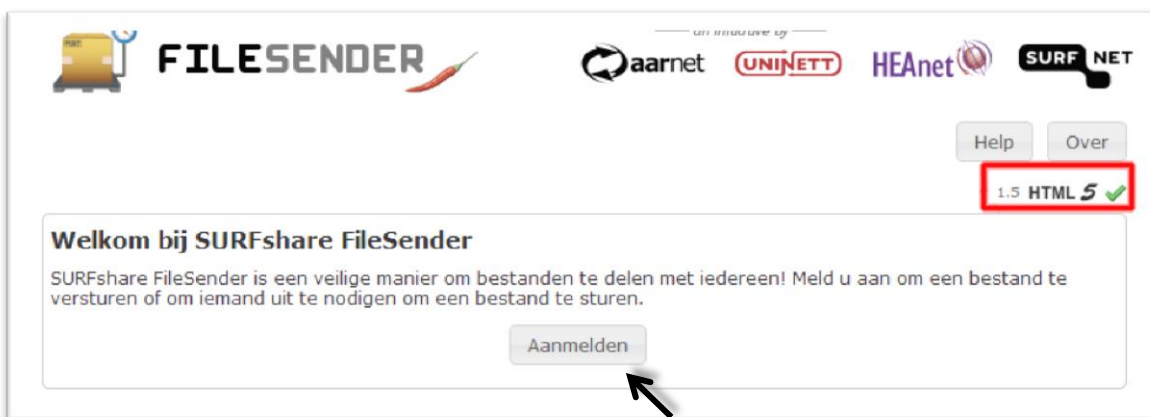 FILESENDER
an initiative by
aarnet UNINETT HEAnet SURF NET
Help Over
1.5 HTML 5
Welkom bij SURFshare FileSender
SURFshare FileSender is een veilige manier om bestanden te delen met iedereen! Meld u aan om een bestand te
versturen of om iemand uit te nodigen om een bestand te sturen.
Aanmelden